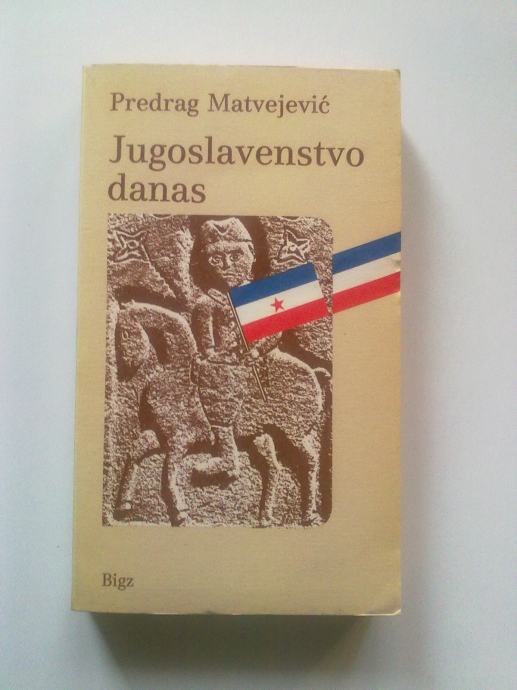 Predrag Matvejević
Jugoslavenstvo
danas
Bigz